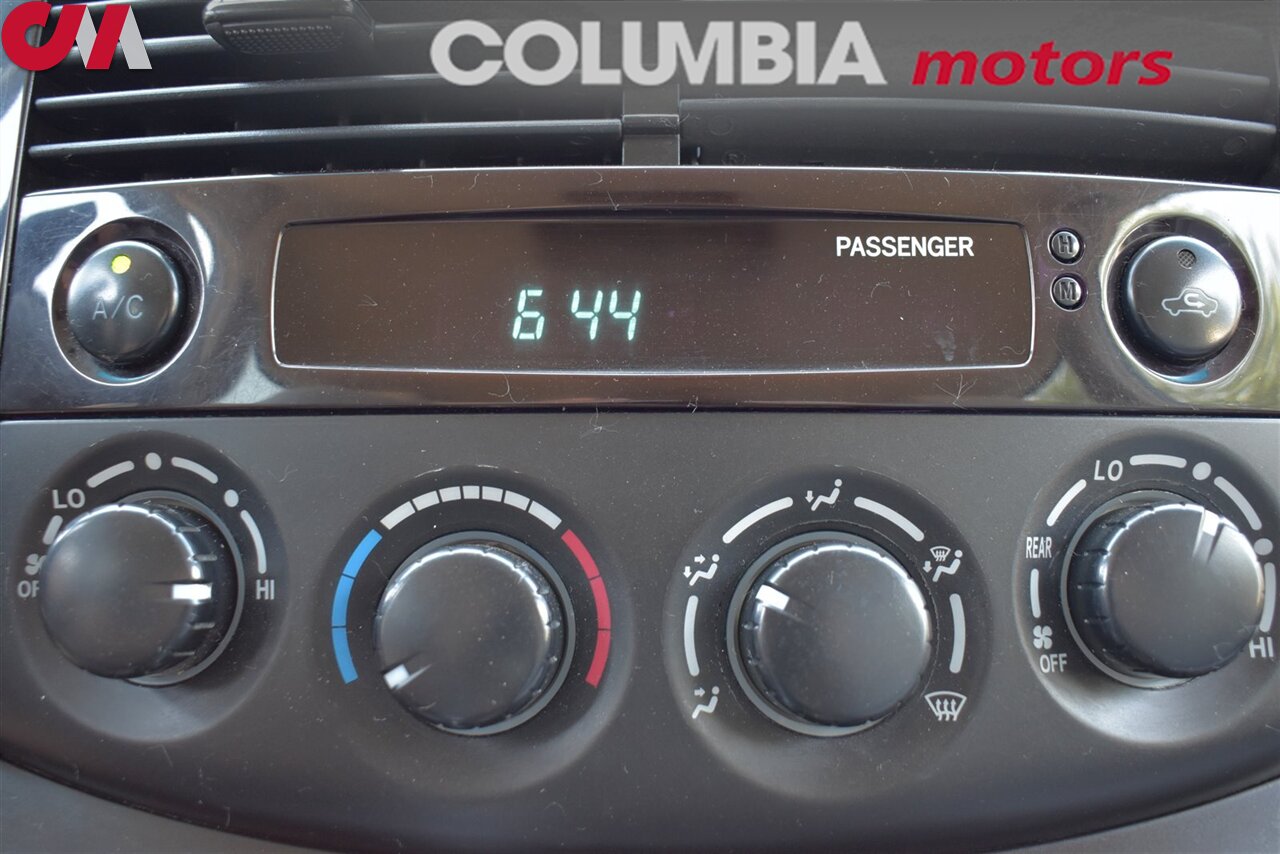 CM COLUMBIA motors
PASSENGER
H
A/C
6 44
M
LO
HI
OFF
LO
REAR
OFF
HI